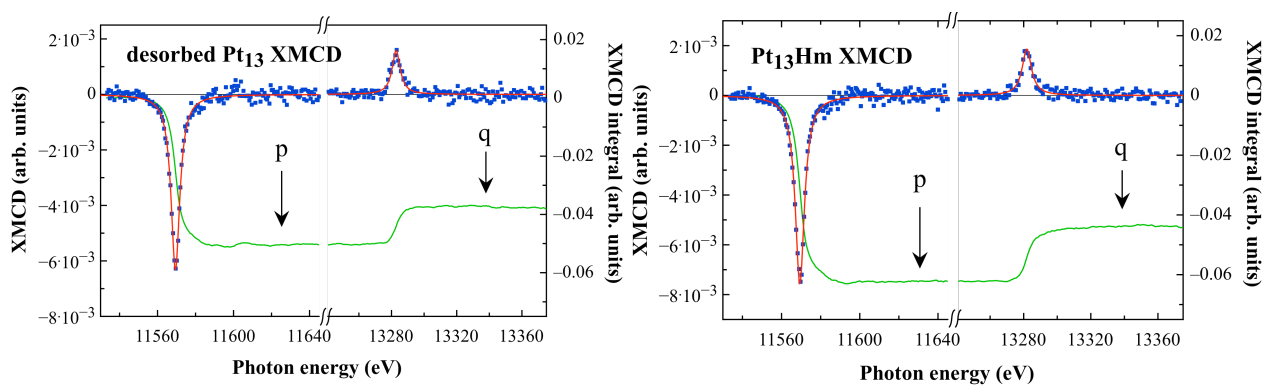 desorbed Pt13 XMCD
2·10⁻³
0
−2·10⁻³
−4·10⁻³
−6·10⁻³
−8·10⁻³
XMCD (arb. units)
p
q
0.02
0
−0.02
−0.04
−0.06
XMCD integral (arb. units)
11560
11600
11640
13280
13320
13360
Photon energy (eV)
Pt13Hm XMCD
2·10⁻³
0
−2·10⁻³
−4·10⁻³
−6·10⁻³
−8·10⁻³
XMCD (arb. units)
p
q
0.02
0
−0.02
−0.04
−0.06
XMCD integral (arb. units)
11560
11600
11640
13280
13320
13360
Photon energy (eV)